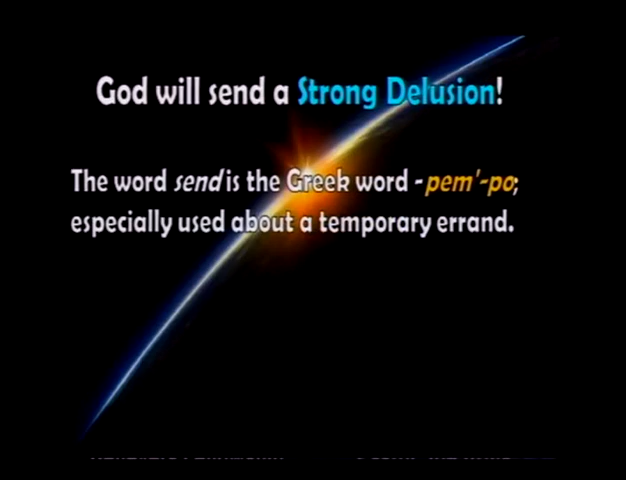 God will send a Strong Delusion!
The word send is the Greek word - pem'-po;
especially used about a temporary errand.